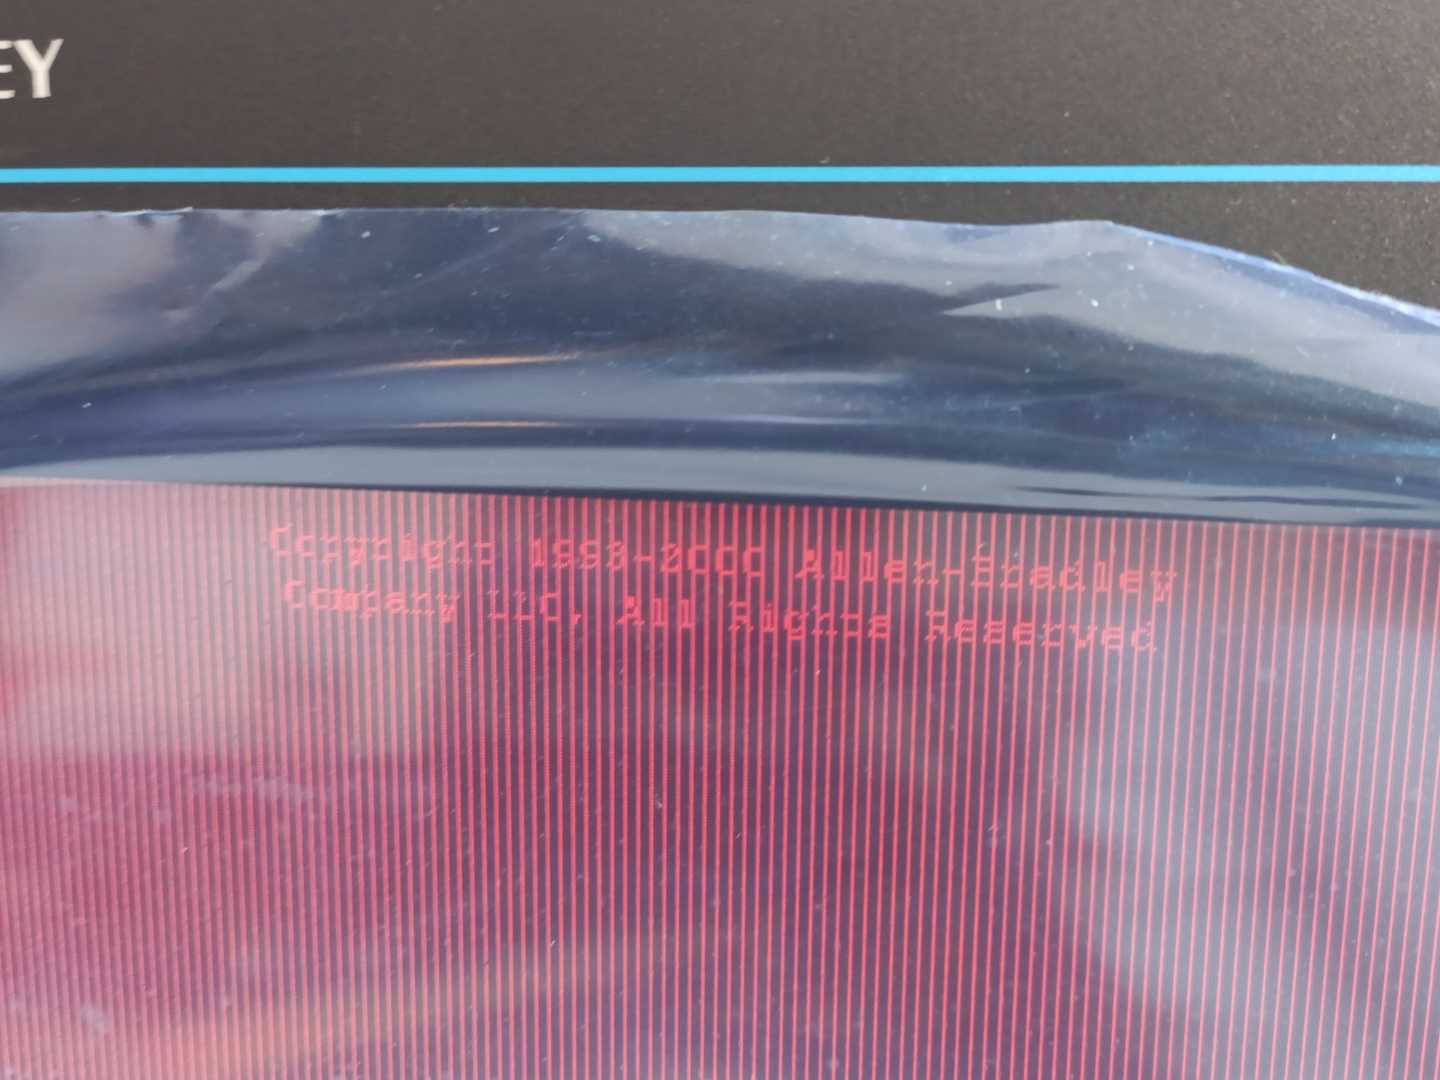 EY
Copyright 1998-2000 Allen-Bradley
Company LLC, All Rights Reserved